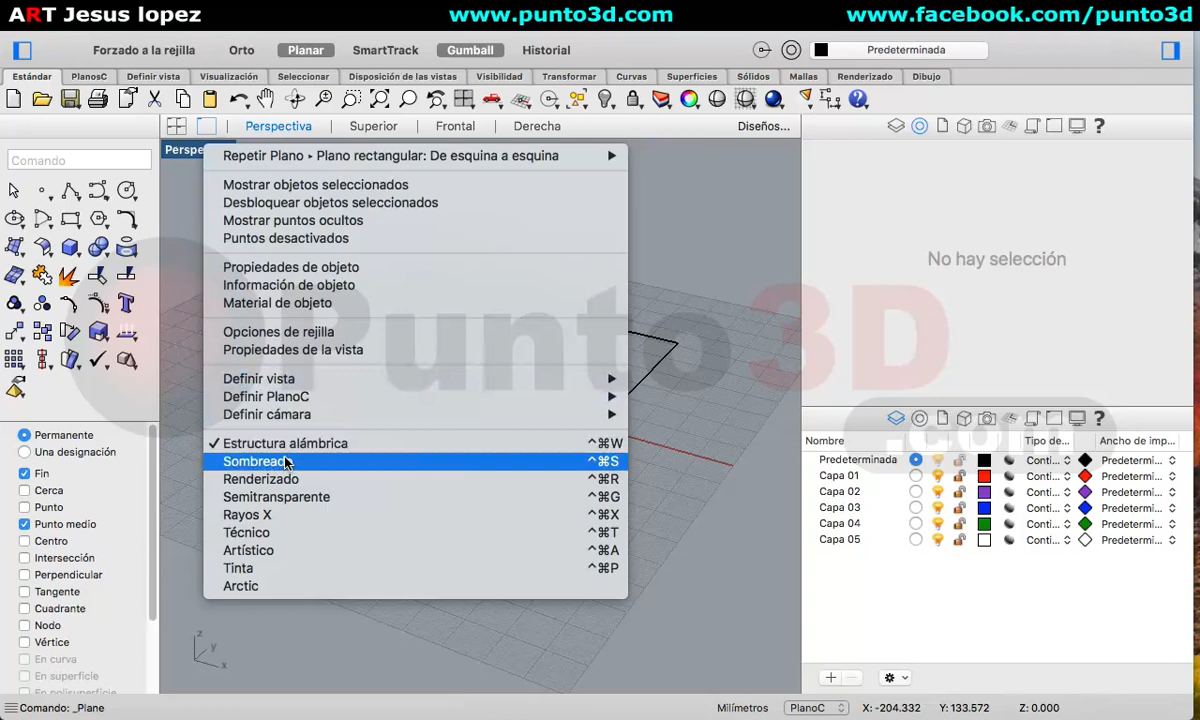 ART Jesus lopez
www.punto3d.com
www.facebook.com/punto3d
Forzado a la rejilla
Orto
Planar
SmartTrack
Gumball
Historial
Predeterminada
Estándar
PlanosC
Definir vista
Visualización
Seleccionar
Disposición de las vistas
Visibilidad
Transformar
Curvas
Superficies
Sólidos
Mallas
Renderizado
Dibujo
Perspectiva
Superior
Frontal
Derecha
Diseños...
Comando
Persp
Repetir Plano ▸ Plano rectangular: De esquina a esquina
Mostrar objetos seleccionados
Desbloquear objetos seleccionados
Mostrar puntos ocultos
Puntos desactivados
Propiedades de objeto
Información de objeto
Material de objeto
Opciones de rejilla
Propiedades de la vista
Definir vista
Definir PlanoC
Definir cámara
✓ Estructura alámbrica ^⌘W
Sombreado ^⌘S
Renderizado ^⌘R
Semitransparente ^⌘G
Rayos X ^⌘X
Técnico ^⌘T
Artístico ^⌘A
Tinta ^⌘P
Arctic
Punto3D
.com
z
y
x
No hay selección
Nombre Tipo de... Ancho de imp...
Predeterminada Conti... Predetermi...
Capa 01 Conti... Predetermi...
Capa 02 Conti... Predetermi...
Capa 03 Conti... Predetermi...
Capa 04 Conti... Predetermi...
Capa 05 Conti... Predetermi...
Permanente
Una designación
Fin
Cerca
Punto
Punto medio
Centro
Intersección
Perpendicular
Tangente
Cuadrante
Nodo
Vértice
En curva
En superficie
En polisuperficie
Comando: _Plane
Milímetros
PlanoC
X: -204.332
Y: 133.572
Z: 0.000